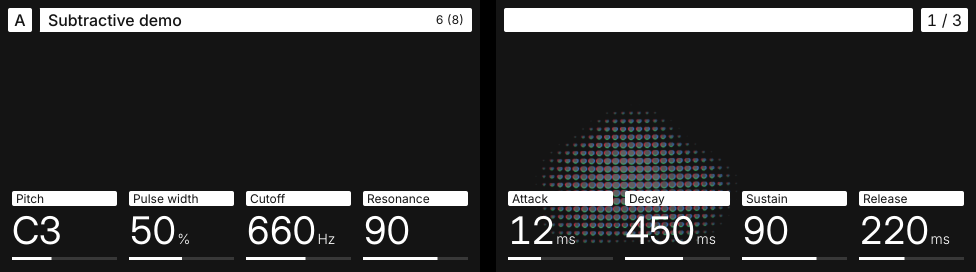 A Subtractive demo 6 (8)
1 / 3
Pitch Pulse width Cutoff Resonance
C3 50 % 660 Hz 90
Attack Decay Sustain Release
12 ms 450 ms 90 220 ms